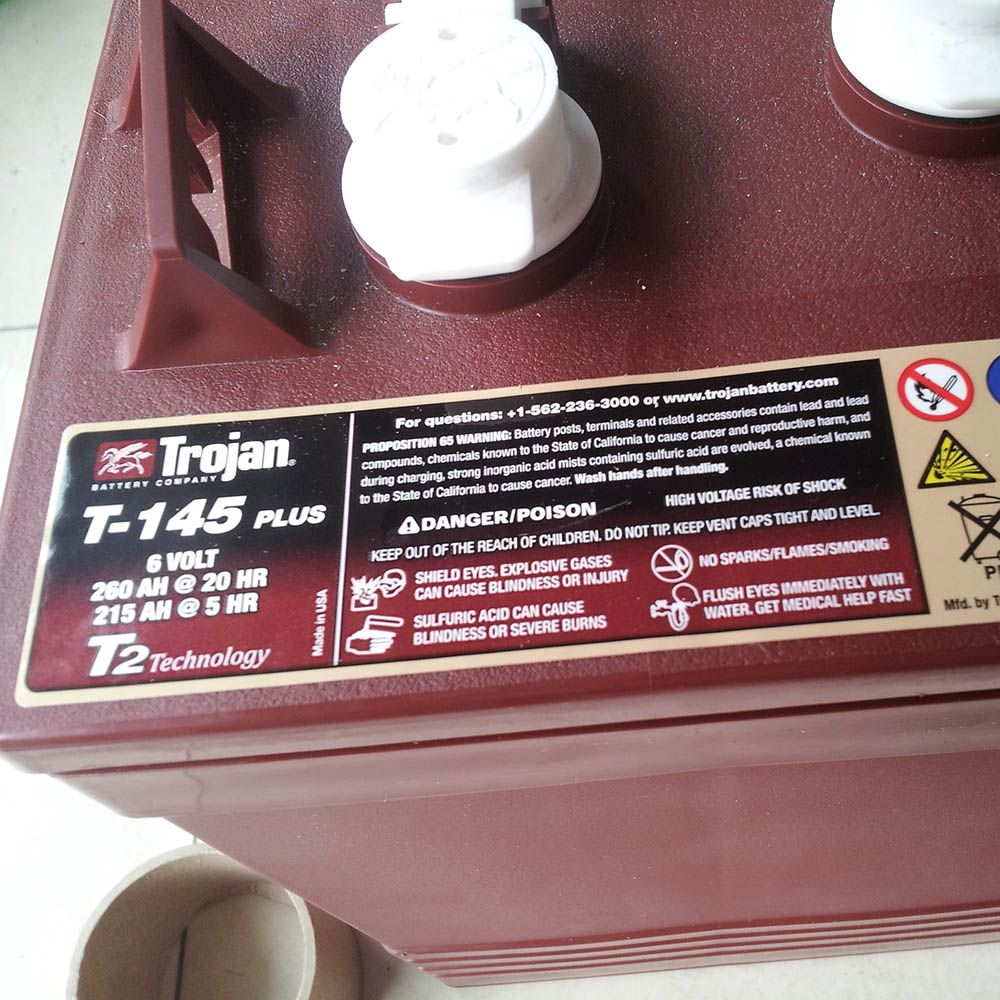 Trojan®
BATTERY COMPANY
T-145 PLUS
6 VOLT
260 AH @ 20 HR
215 AH @ 5 HR
T2 Technology
Made in USA
For questions: +1-562-236-3000 or www.trojanbattery.com
PROPOSITION 65 WARNING: Battery posts, terminals and related accessories contain lead and lead
compounds, chemicals known to the State of California to cause cancer and reproductive harm, and
during charging, strong inorganic acid mists containing sulfuric acid are evolved, a chemical known
to the State of California to cause cancer. Wash hands after handling.
DANGER/POISON
HIGH VOLTAGE RISK OF SHOCK
KEEP OUT OF THE REACH OF CHILDREN. DO NOT TIP. KEEP VENT CAPS TIGHT AND LEVEL.
SHIELD EYES. EXPLOSIVE GASES
CAN CAUSE BLINDNESS OR INJURY
NO SPARKS/FLAMES/SMOKING
SULFURIC ACID CAN CAUSE
BLINDNESS OR SEVERE BURNS
FLUSH EYES IMMEDIATELY WITH
WATER. GET MEDICAL HELP FAST
Mfd. by